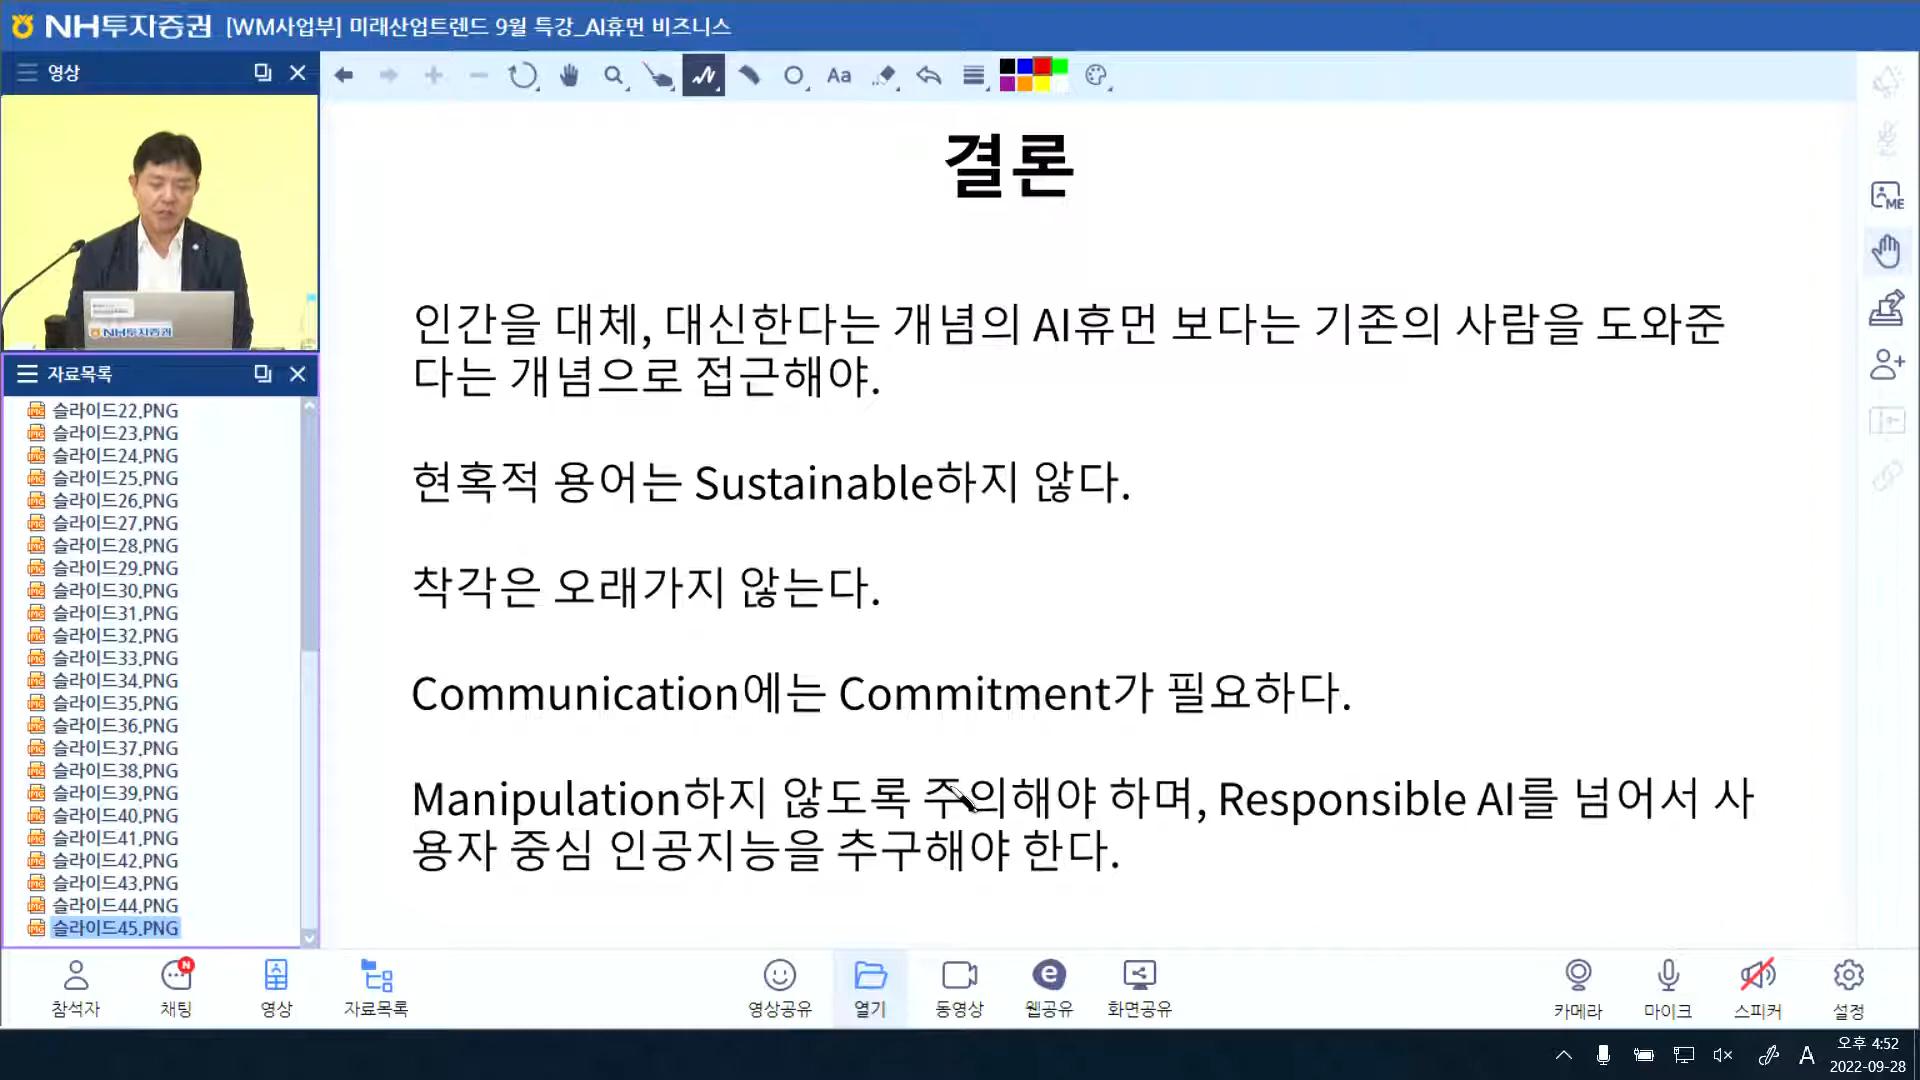 NH투자증권 [WM사업부] 미래산업트렌드 9월 특강_AI휴먼 비즈니스
영상
Aa
ME
NH투자증권
자료목록
슬라이드22.PNG
슬라이드23.PNG
슬라이드24.PNG
슬라이드25.PNG
슬라이드26.PNG
슬라이드27.PNG
슬라이드28.PNG
슬라이드29.PNG
슬라이드30.PNG
슬라이드31.PNG
슬라이드32.PNG
슬라이드33.PNG
슬라이드34.PNG
슬라이드35.PNG
슬라이드36.PNG
슬라이드37.PNG
슬라이드38.PNG
슬라이드39.PNG
슬라이드40.PNG
슬라이드41.PNG
슬라이드42.PNG
슬라이드43.PNG
슬라이드44.PNG
슬라이드45.PNG
결론
인간을 대체, 대신한다는 개념의 AI휴먼 보다는 기존의 사람을 도와준
다는 개념으로 접근해야.
현혹적 용어는 Sustainable하지 않다.
착각은 오래가지 않는다.
Communication에는 Commitment가 필요하다.
Manipulation하지 않도록 주의해야 하며, Responsible AI를 넘어서 사
용자 중심 인공지능을 추구해야 한다.
참석자 채팅 영상 자료목록 영상공유 열기 동영상 웹공유 화면공유 카메라 마이크 스피커 설정
A 오후 4:52
2022-09-28